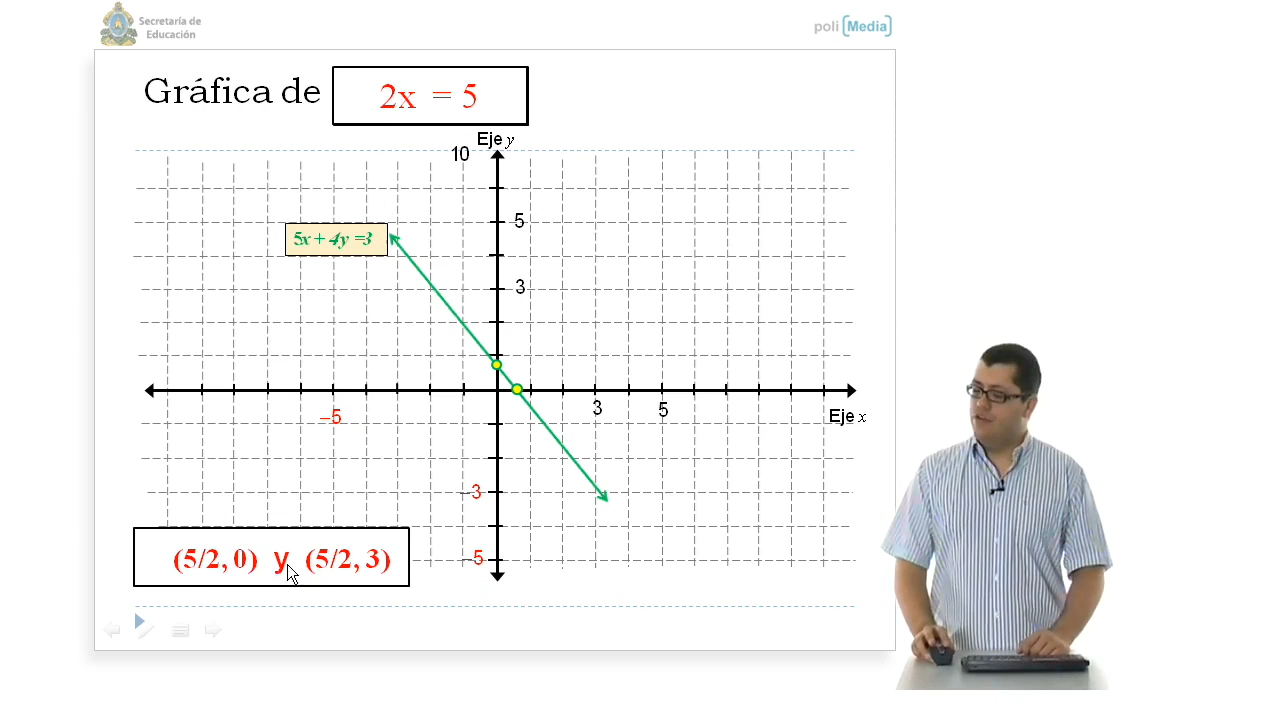 Secretaría de
Educación
poli [Media]
Gráfica de
2x = 5
Eje y
10
5x + 4y =3
5
3
3
5
–5
Eje x
–3
–5
(5/2, 0) y (5/2, 3)